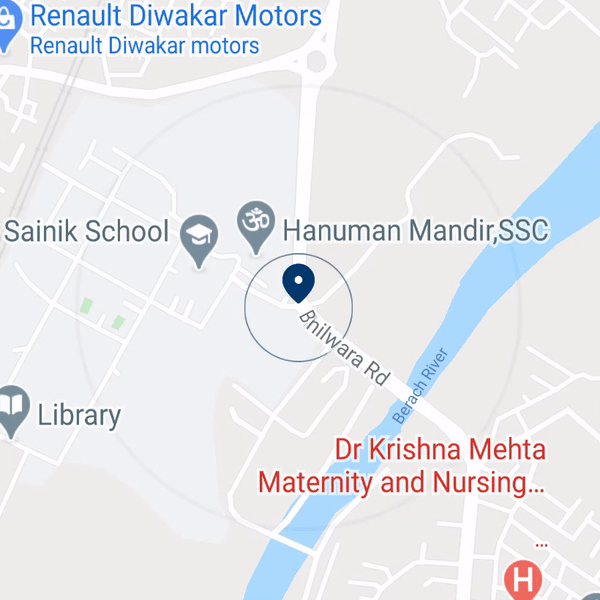 Renault Diwakar Motors
Renault Diwakar motors
Sainik School
ॐ
Hanuman Mandir,SSC
Bhilwara Rd
Berach River
Library
Dr Krishna Mehta
Maternity and Nursing...
...
H